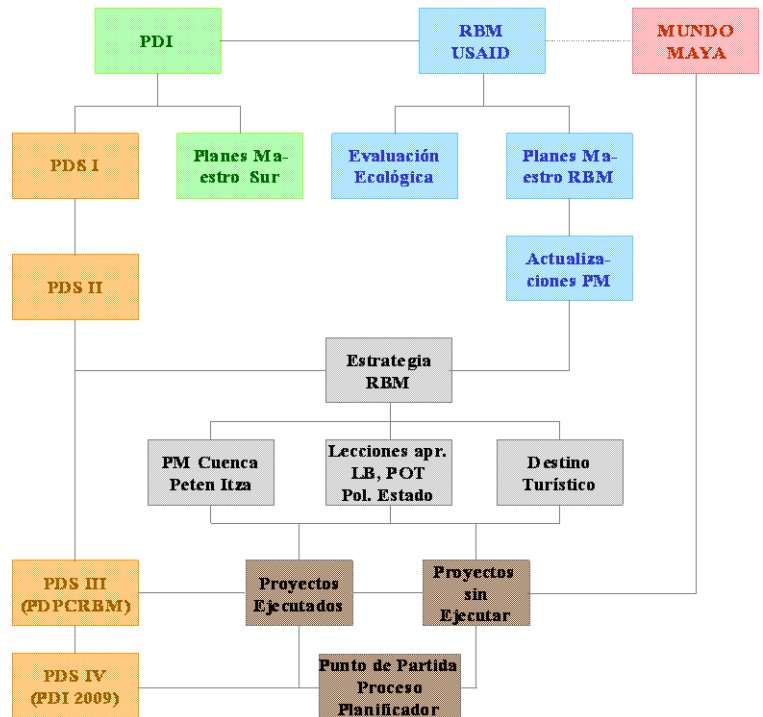 PDI
RBM
USAID
MUNDO
MAYA
PDS I
Planes Ma-
estro Sur
Evaluación
Ecológica
Planes Ma-
estro RBM
PDS II
Actualiza-
ciones PM
Estrategia
RBM
PM Cuenca
Peten Itza
Lecciones apr.
LB, POT
Pol. Estado
Destino
Turístico
PDS III
(PDPCRBM)
Proyectos
Ejecutados
Proyectos
sin
Ejecutar
PDS IV
(PDI 2009)
Punto de Partida
Proceso
Planificador